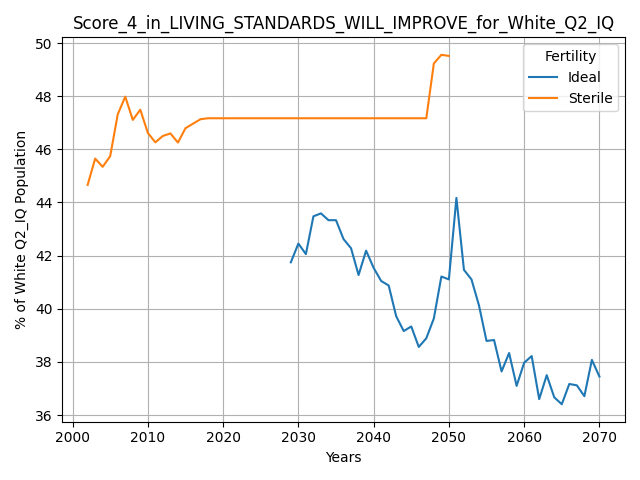 Score_4_in_LIVING_STANDARDS_WILL_IMPROVE_for_White_Q2_IQ
% of White Q2_IQ Population
50
48
46
44
42
40
38
36
Fertility
Ideal
Sterile
2000 2010 2020 2030 2040 2050 2060 2070
Years